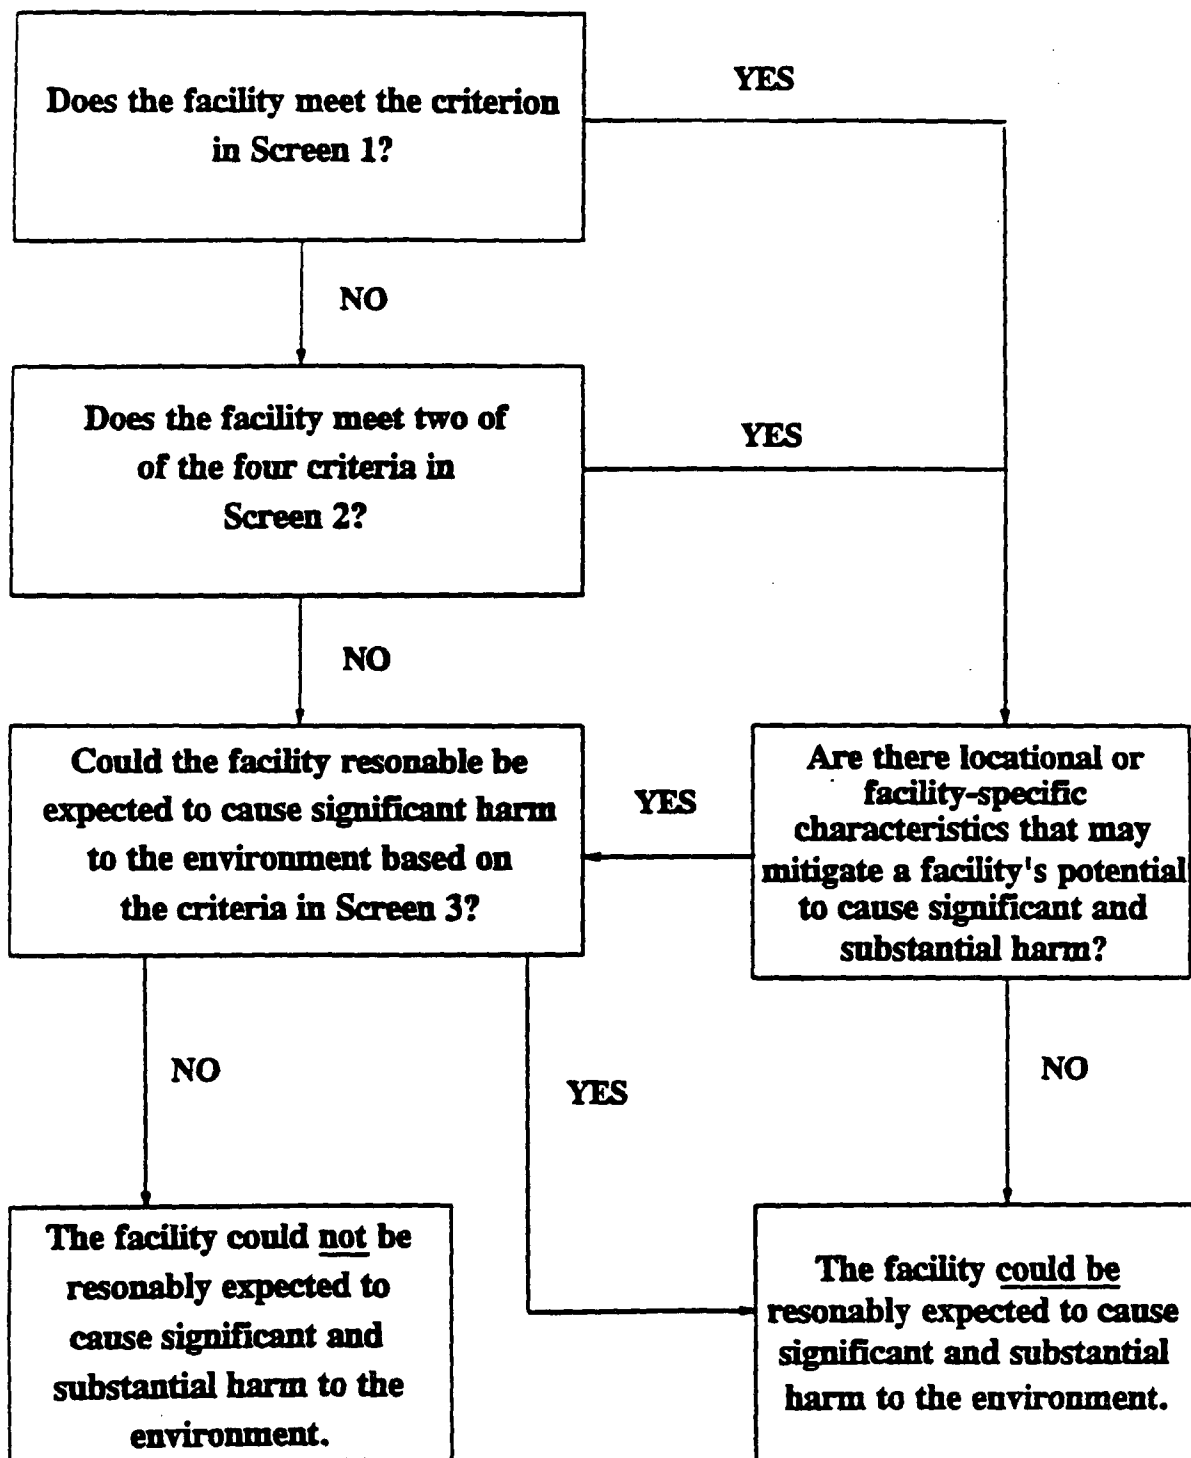 Does the facility meet the criterion
in Screen 1?
YES
NO
Does the facility meet two of
of the four criteria in
Screen 2?
YES
NO
Could the facility resonable be
expected to cause significant harm
to the environment based on
the criteria in Screen 3?
YES
Are there locational or
facility-specific
characteristics that may
mitigate a facility's potential
to cause significant and
substantial harm?
NO
YES
NO
The facility could not be
resonably expected to
cause significant and
substantial harm to the
environment.
The facility could be
resonably expected to cause
significant and substantial
harm to the environment.